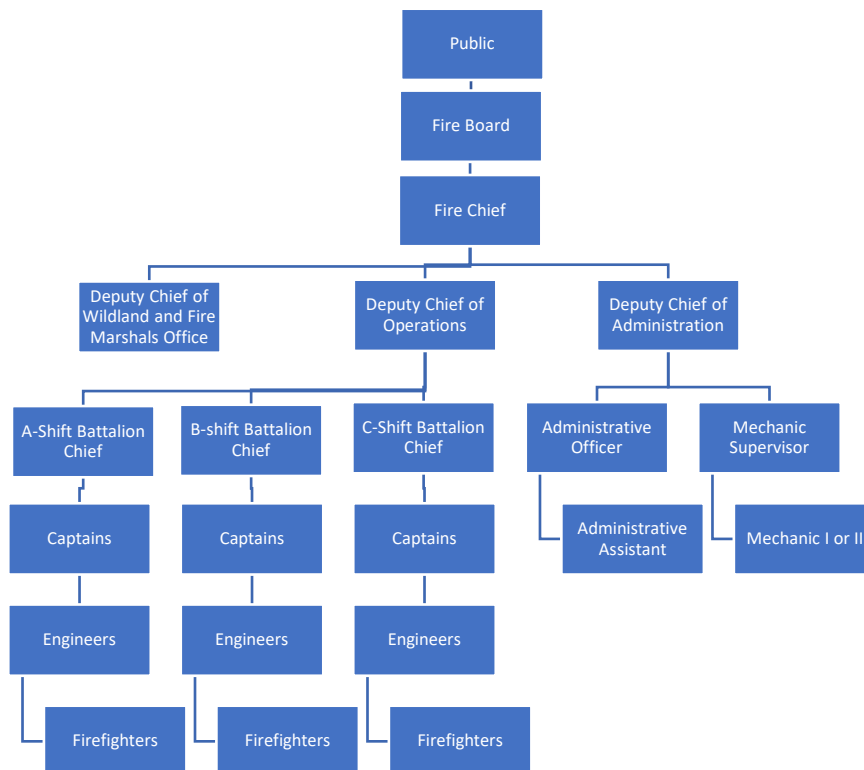 Public
Fire Board
Fire Chief
Deputy Chief of
Wildland and Fire
Marshals Office
Deputy Chief of
Operations
Deputy Chief of
Administration
A-Shift Battalion
Chief
B-shift Battalion
Chief
C-Shift Battalion
Chief
Administrative
Officer
Mechanic
Supervisor
Captains
Captains
Captains
Administrative
Assistant
Mechanic I or II
Engineers
Engineers
Engineers
Firefighters
Firefighters
Firefighters